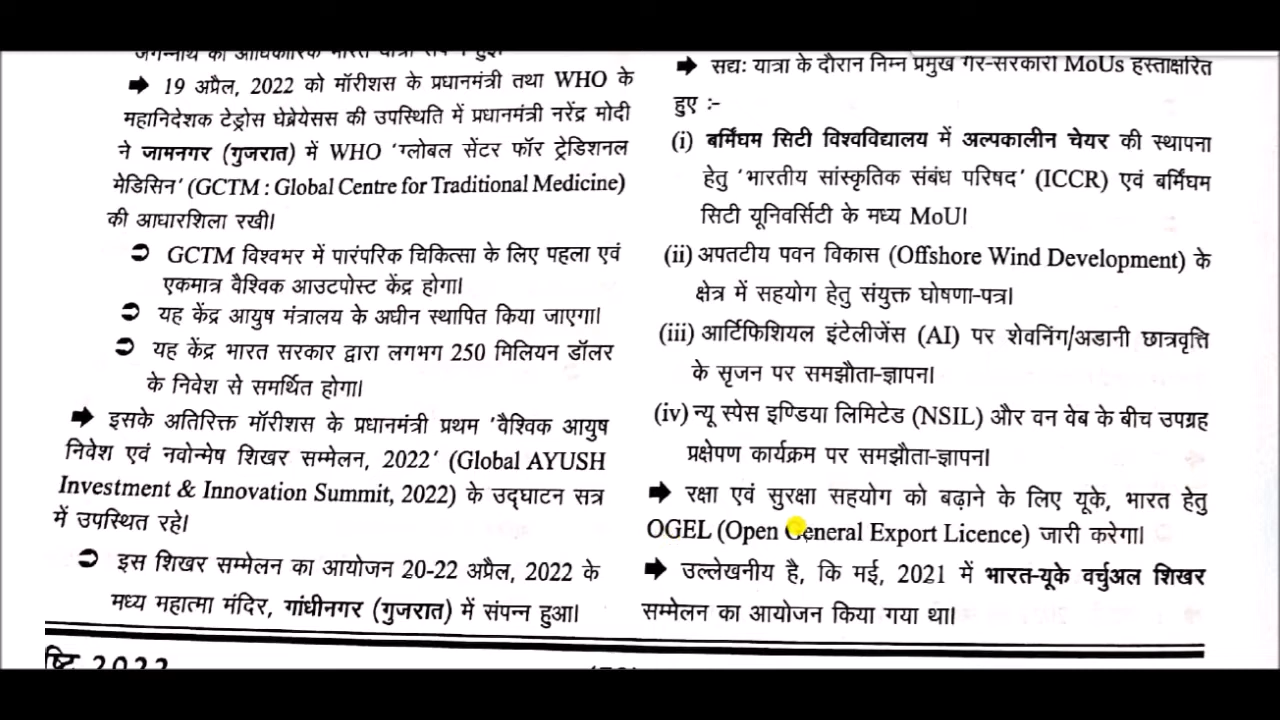 जगन्नाथ की आधिकारिक भारत यात्रा संपन्न हुई।
➡ 19 अप्रैल, 2022 को मॉरीशस के प्रधानमंत्री तथा WHO के
महानिदेशक टेड्रोस घेब्रेयेसस की उपस्थिति में प्रधानमंत्री नरेंद्र मोदी
ने जामनगर (गुजरात) में WHO 'ग्लोबल सेंटर फॉर ट्रेडिशनल
मेडिसिन' (GCTM : Global Centre for Traditional Medicine)
की आधारशिला रखी।
⊃ GCTM विश्वभर में पारंपरिक चिकित्सा के लिए पहला एवं
एकमात्र वैश्विक आउटपोस्ट केंद्र होगा।
⊃ यह केंद्र आयुष मंत्रालय के अधीन स्थापित किया जाएगा।
⊃ यह केंद्र भारत सरकार द्वारा लगभग 250 मिलियन डॉलर
के निवेश से समर्थित होगा।
➡ इसके अतिरिक्त मॉरीशस के प्रधानमंत्री प्रथम 'वैश्विक आयुष
निवेश एवं नवोन्मेष शिखर सम्मेलन, 2022' (Global AYUSH
Investment & Innovation Summit, 2022) के उद्घाटन सत्र
में उपस्थित रहे।
⊃ इस शिखर सम्मेलन का आयोजन 20-22 अप्रैल, 2022 के
मध्य महात्मा मंदिर, गांधीनगर (गुजरात) में संपन्न हुआ।
➡ सद्य: यात्रा के दौरान निम्न प्रमुख गैर-सरकारी MoUs हस्ताक्षरित
हुए :-
(i) बर्मिंघम सिटी विश्वविद्यालय में अल्पकालीन चेयर की स्थापना
हेतु 'भारतीय सांस्कृतिक संबंध परिषद' (ICCR) एवं बर्मिंघम
सिटी यूनिवर्सिटी के मध्य MoU।
(ii) अपतटीय पवन विकास (Offshore Wind Development) के
क्षेत्र में सहयोग हेतु संयुक्त घोषणा-पत्र।
(iii) आर्टिफिशियल इंटेलीजेंस (AI) पर शेवनिंग/अडानी छात्रवृत्ति
के सृजन पर समझौता-ज्ञापन।
(iv) न्यू स्पेस इण्डिया लिमिटेड (NSIL) और वन वेब के बीच उपग्रह
प्रक्षेपण कार्यक्रम पर समझौता-ज्ञापन।
➡ रक्षा एवं सुरक्षा सहयोग को बढ़ाने के लिए यूके, भारत हेतु
OGEL (Open General Export Licence) जारी करेगा।
➡ उल्लेखनीय है, कि मई, 2021 में भारत-यूके वर्चुअल शिखर
सम्मेलन का आयोजन किया गया था।
2022